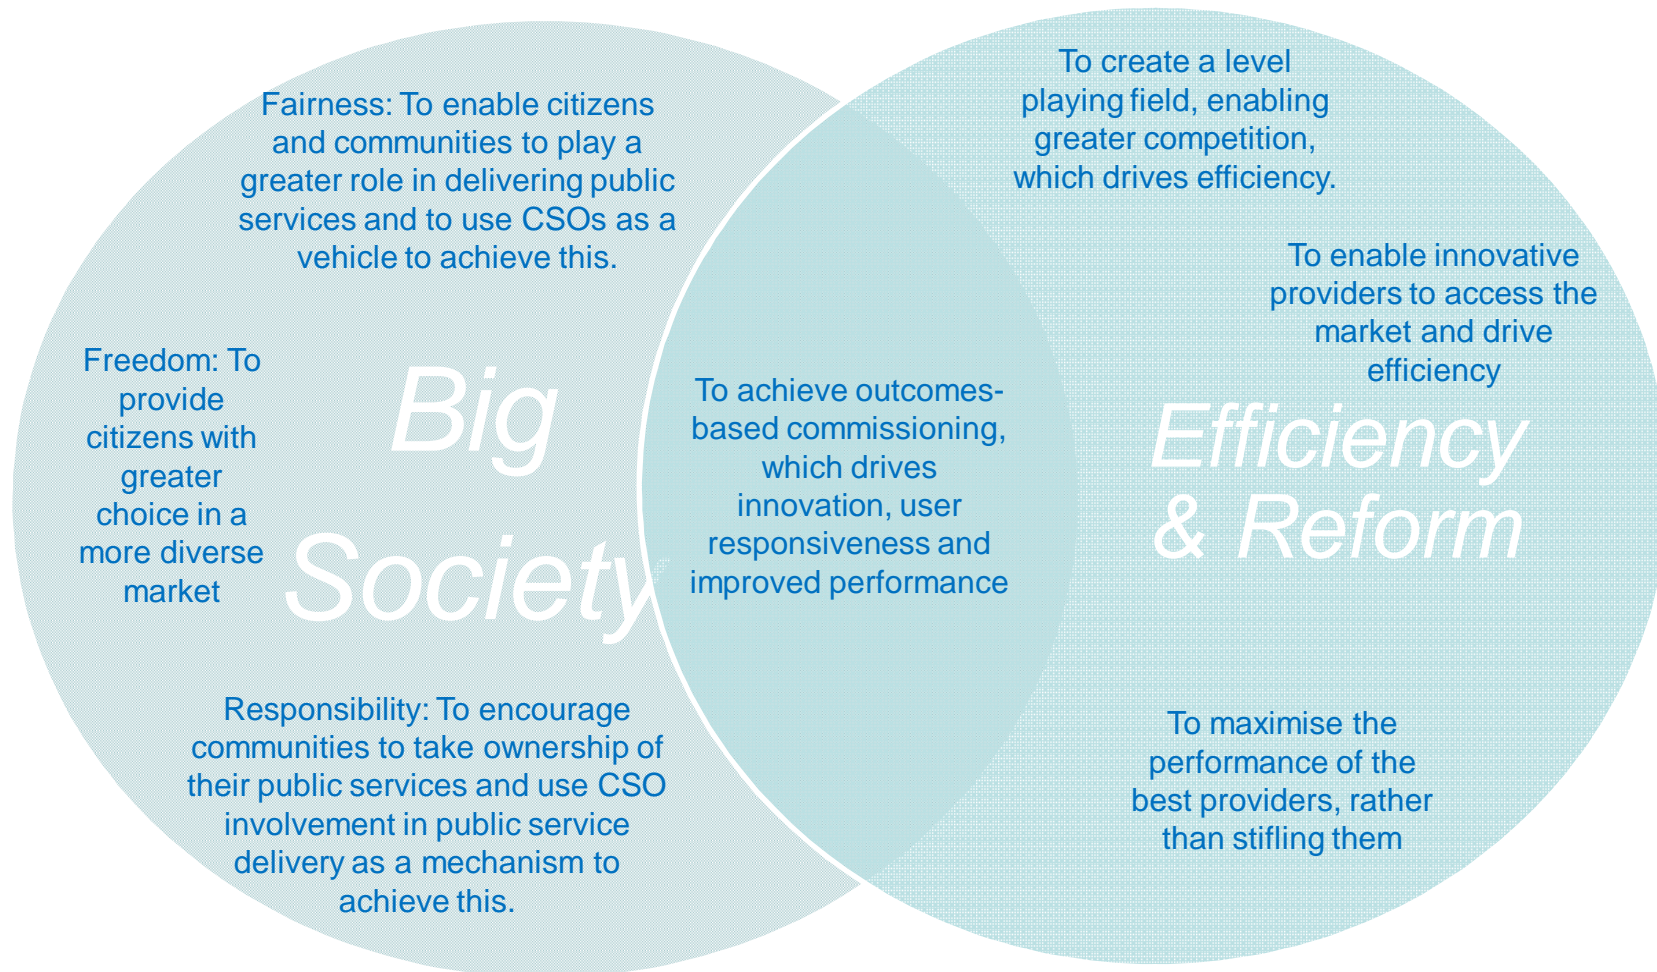 Fairness: To enable citizens
and communities to play a
greater role in delivering public
services and to use CSOs as a
vehicle to achieve this.
Freedom: To
provide
citizens with
greater
choice in a
more diverse
market
Big
Society
Responsibility: To encourage
communities to take ownership of
their public services and use CSO
involvement in public service
delivery as a mechanism to
achieve this.
To achieve outcomes-
based commissioning,
which drives
innovation, user
responsiveness and
improved performance
To create a level
playing field, enabling
greater competition,
which drives efficiency.
To enable innovative
providers to access the
market and drive
efficiency
Efficiency
& Reform
To maximise the
performance of the
best providers, rather
than stifling them